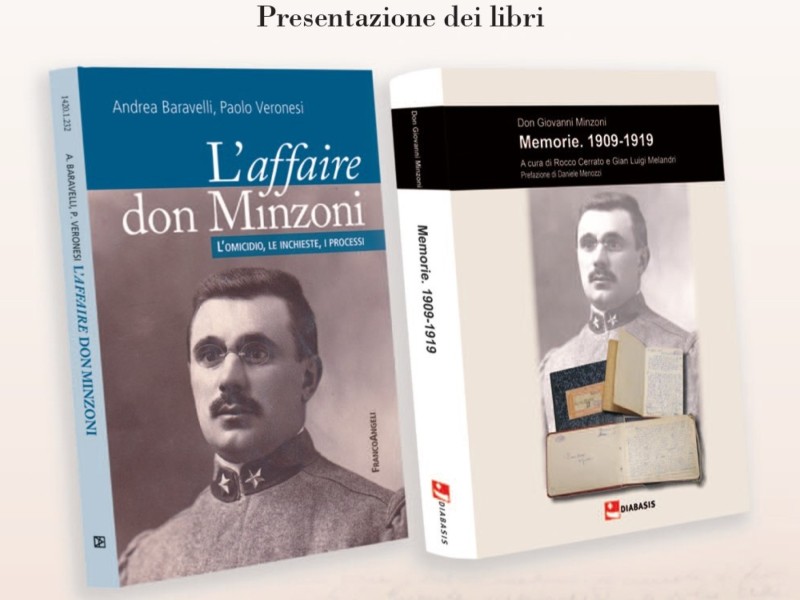 Presentazione dei libri
1420.1.232
A. BARAVELLI, P. VERONESI L'AFFAIRE DON MINZONI
Andrea Baravelli, Paolo Veronesi
L'affaire
don Minzoni
L'OMICIDIO, LE INCHIESTE, I PROCESSI
FRANCOANGELI
Don Giovanni Minzoni
Memorie. 1909-1919
DIABASIS
Don Giovanni Minzoni
Memorie. 1909-1919
A cura di Rocco Cerrato e Gian Luigi Melandri
Prefazione di Daniele Menozzi
DIABASIS